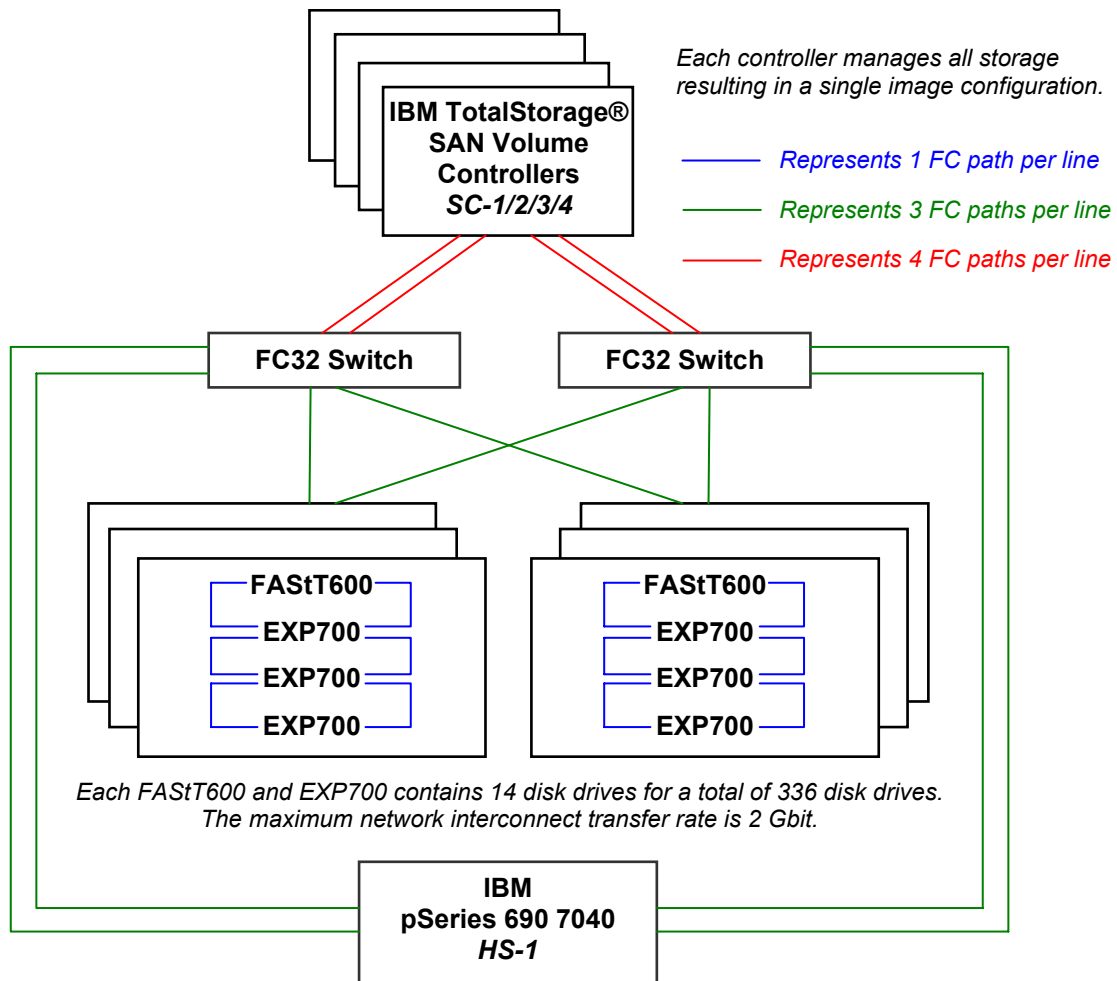 Each controller manages all storage
resulting in a single image configuration.
IBM TotalStorage®
SAN Volume
Controllers
SC-1/2/3/4
Represents 1 FC path per line
Represents 3 FC paths per line
Represents 4 FC paths per line
FC32 Switch
FC32 Switch
FAStT600
EXP700
EXP700
EXP700
FAStT600
EXP700
EXP700
EXP700
Each FAStT600 and EXP700 contains 14 disk drives for a total of 336 disk drives.
The maximum network interconnect transfer rate is 2 Gbit.
IBM
pSeries 690 7040
HS-1